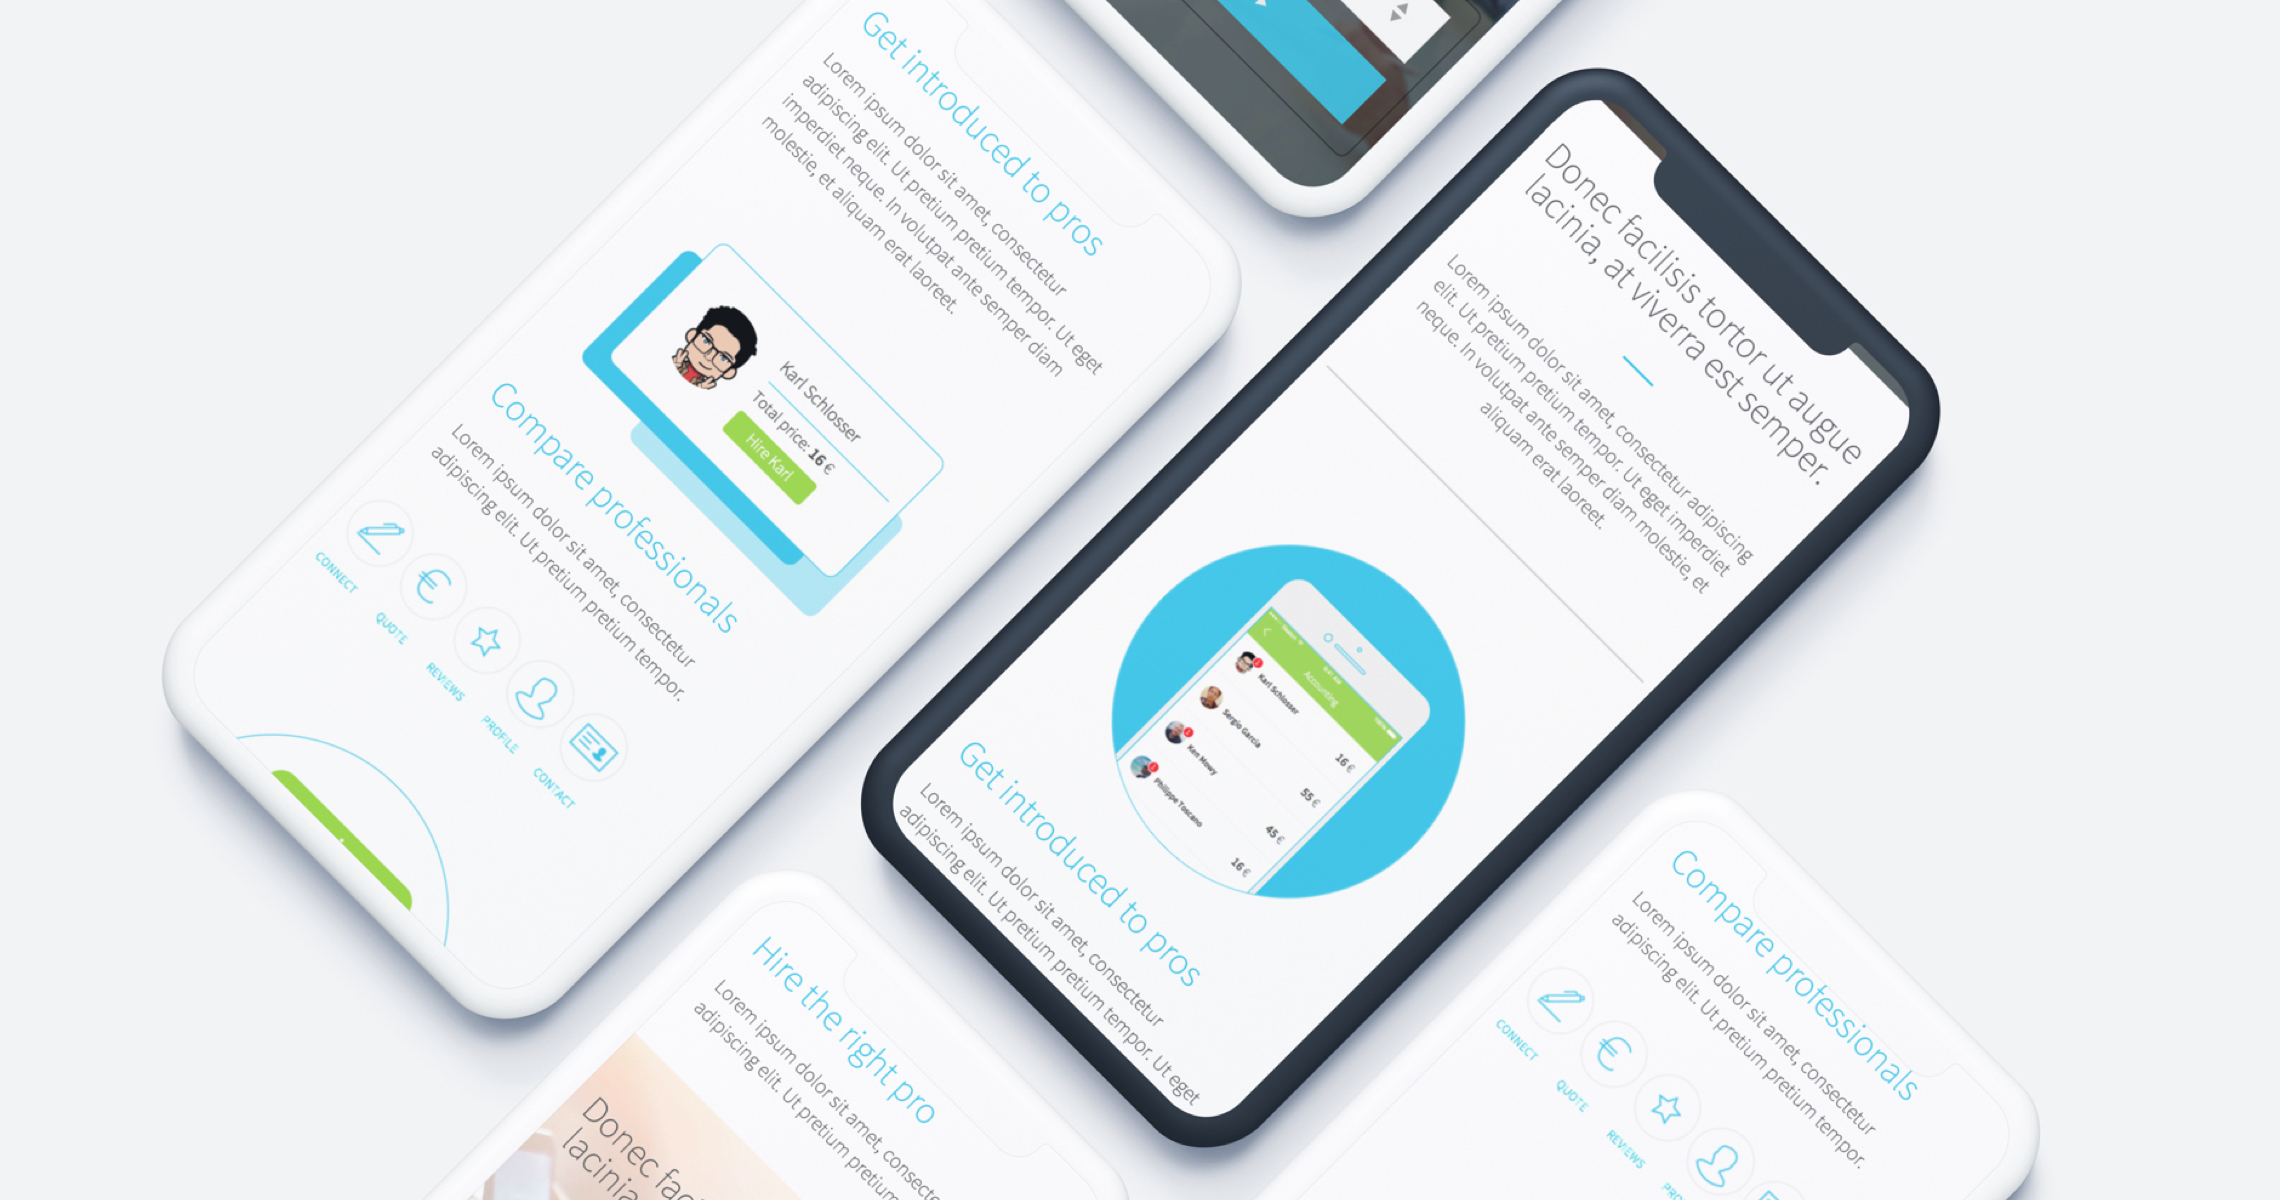 Get introduced to pros
Lorem ipsum dolor sit amet, consectetur
adipiscing elit. Ut pretium pretium tempor. Ut eget
imperdiet neque. In volutpat ante semper diam
molestie, et aliquam erat laoreet.
Karl Schlosser
Total price: 16 €
Hire Karl
Compare professionals
Lorem ipsum dolor sit amet, consectetur
adipiscing elit. Ut pretium pretium tempor.
CONNECT
QUOTE
REVIEWS
PROFILE
CONTACT
Donec facilisis tortor ut augue
lacinia, at viverra est semper.
Lorem ipsum dolor sit amet, consectetur adipiscing
elit. Ut pretium pretium tempor. Ut eget imperdiet
neque. In volutpat ante semper diam molestie, et
aliquam erat laoreet.
Accounting
Karl Schlosser
16 €
Sergio Garcia
55 €
Ken Mowy
45 €
Philippe Toscano
16 €
Get introduced to pros
Lorem ipsum dolor sit amet, consectetur
adipiscing elit. Ut pretium pretium tempor. Ut eget
Hire the right pro
Lorem ipsum dolor sit amet, consecte
adipiscing elit. Ut pretium pretium
Donec fac
lacinia
Compare professionals
Lorem ipsum dolor sit amet, consectetur
adipiscing elit. Ut pretium pretium tempor.
CONNECT
QUOTE
REVIEWS
PRO